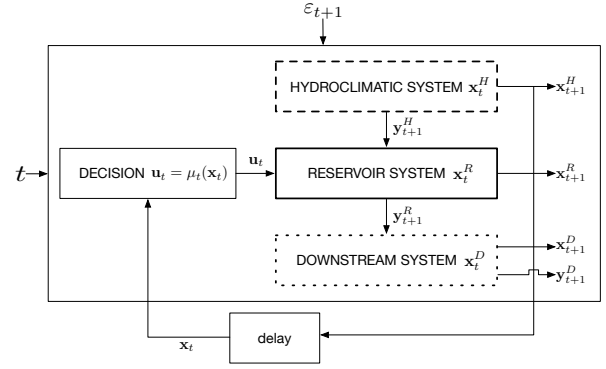 ε_{t+1}
HYDROCLIMATIC SYSTEM x_t^H
x_{t+1}^H
y_{t+1}^H
t
DECISION u_t = μ_t(x_t)
u_t
RESERVOIR SYSTEM x_t^R
x_{t+1}^R
y_{t+1}^R
DOWNSTREAM SYSTEM x_t^D
x_{t+1}^D
y_{t+1}^D
x_t
delay